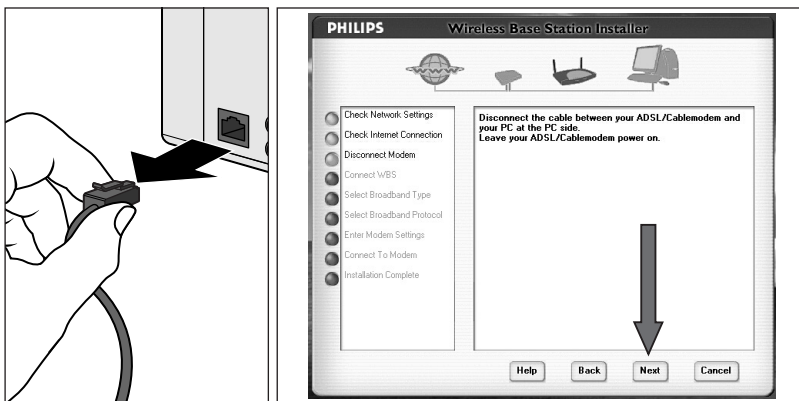 PHILIPS Wireless Base Station Installer
www
Check Network Settings
Check Internet Connection
Disconnect Modem
Connect WBS
Select Broadband Type
Select Broadband Protocol
Enter Modem Settings
Connect To Modem
Installation Complete
Disconnect the cable between your ADSL/Cablemodem and
your PC at the PC side.
Leave your ADSL/Cablemodem power on.
Help Back Next Cancel